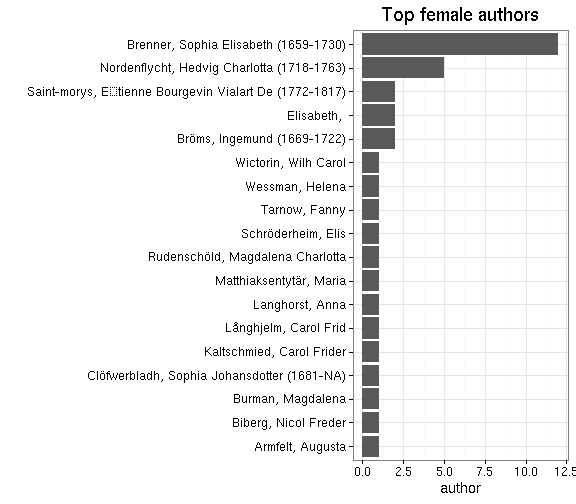 Top female authors
Brenner, Sophia Elisabeth (1659-1730)
Nordenflycht, Hedvig Charlotta (1718-1763)
Saint-morys, E□tienne Bourgevin Vialart De (1772-1817)
Elisabeth,
Bröms, Ingemund (1669-1722)
Wictorin, Wilh Carol
Wessman, Helena
Tarnow, Fanny
Schröderheim, Elis
Rudenschöld, Magdalena Charlotta
Matthiaksentytär, Maria
Langhorst, Anna
Långhjelm, Carol Frid
Kaltschmied, Carol Frider
Clöfwerbladh, Sophia Johansdotter (1681-NA)
Burman, Magdalena
Biberg, Nicol Freder
Armfelt, Augusta
0.0 2.5 5.0 7.5 10.0 12.5
author